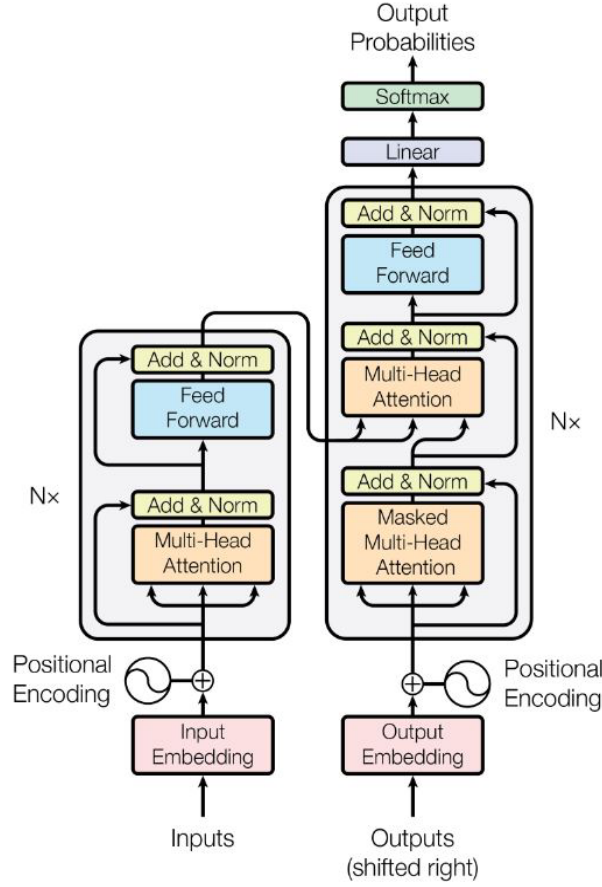 Output
Probabilities
Softmax
Linear
Add & Norm
Feed
Forward
Add & Norm
Multi-Head
Attention
Add & Norm
Masked
Multi-Head
Attention
N×
Add & Norm
Feed
Forward
Add & Norm
Multi-Head
Attention
N×
Positional
Encoding
Positional
Encoding
Input
Embedding
Output
Embedding
Inputs
Outputs
(shifted right)